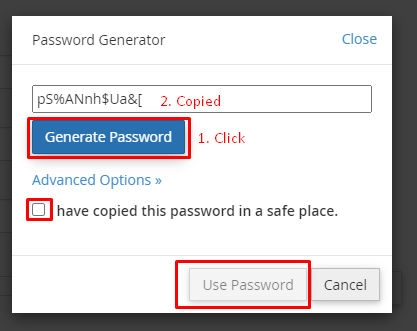 Password Generator
Close
pS%ANnh$Ua&[ 2. Copied
Generate Password 1. Click
Advanced Options »
have copied this password in a safe place.
Use Password Cancel